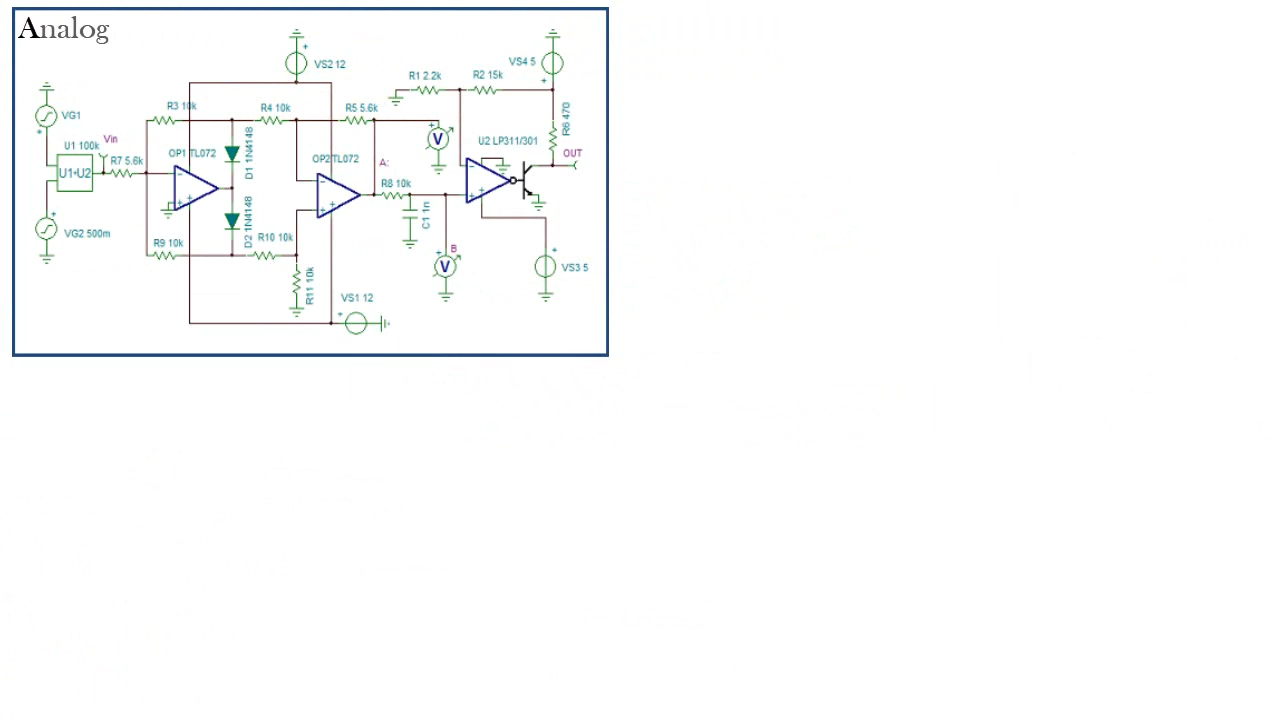 Analog
VS2 12
VS4 5
R1 2.2k
R2 15k
VG1
R3 10k
R4 10k
R5 5.6k
R6 470
U1 100k
Vin
D1 1N4148
V
U2 LP311/301
OUT
U1-U2
R7 5.6k
OP1 TL072
OP2 TL072
A:
R8 10k
C1 1n
VG2 500m
D2 1N4148
R9 10k
R10 10k
B
V
VS3 5
R11 10k
VS1 12